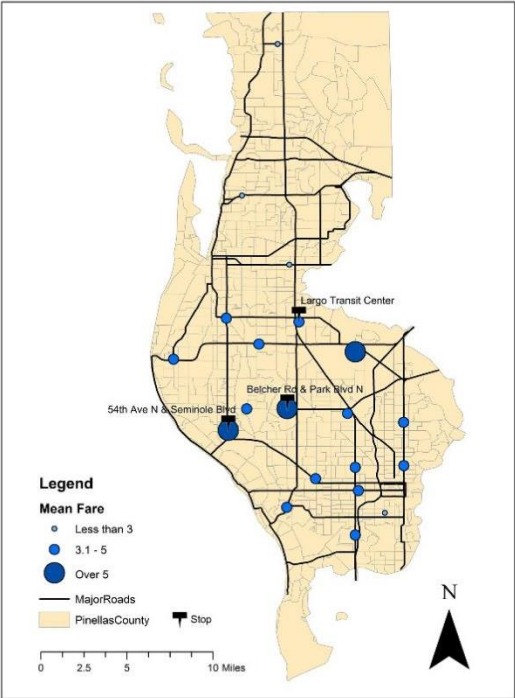 Largo Transit Center
Belcher Rd & Park Blvd N
54th Ave N & Seminole Blvd
Legend
Mean Fare
Less than 3
3.1 - 5
Over 5
MajorRoads
PinellasCounty
Stop
N
0 2.5 5 10 Miles